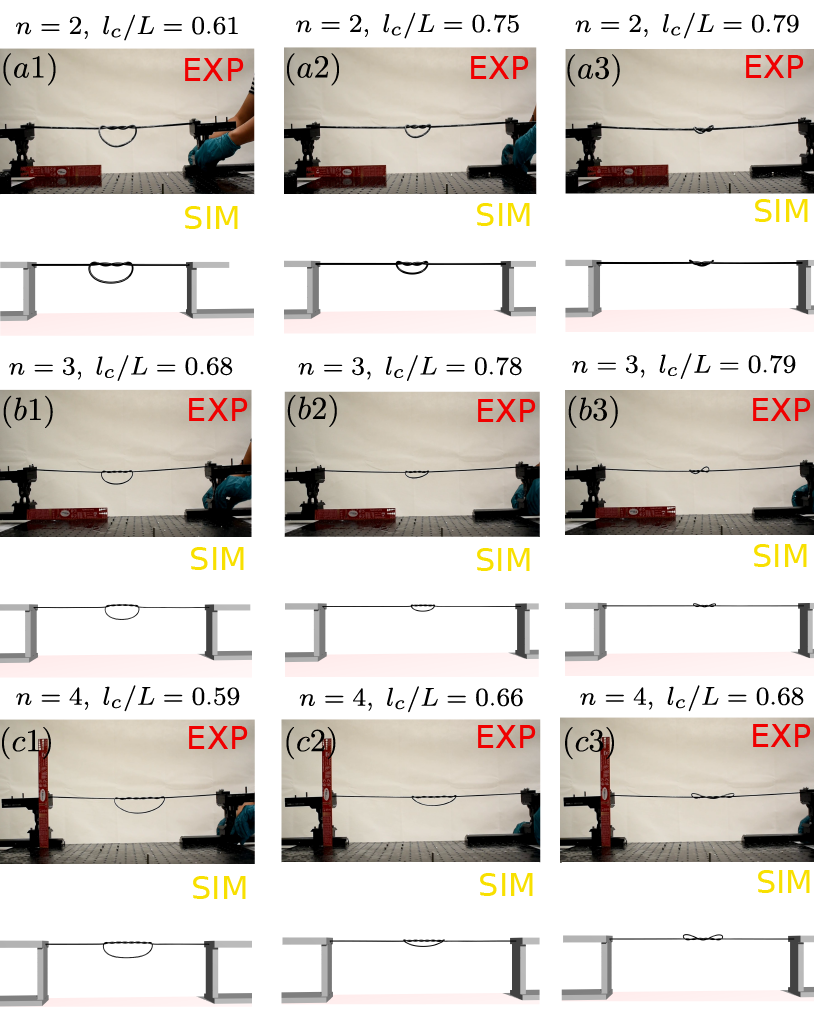 n = 2, l_c/L = 0.61
n = 2, l_c/L = 0.75
n = 2, l_c/L = 0.79
(a1) EXP
(a2) EXP
(a3) EXP
SIM
SIM
SIM
n = 3, l_c/L = 0.68
n = 3, l_c/L = 0.78
n = 3, l_c/L = 0.79
(b1) EXP
(b2) EXP
(b3) EXP
SIM
SIM
SIM
n = 4, l_c/L = 0.59
n = 4, l_c/L = 0.66
n = 4, l_c/L = 0.68
(c1) EXP
(c2) EXP
(c3) EXP
SIM
SIM
SIM